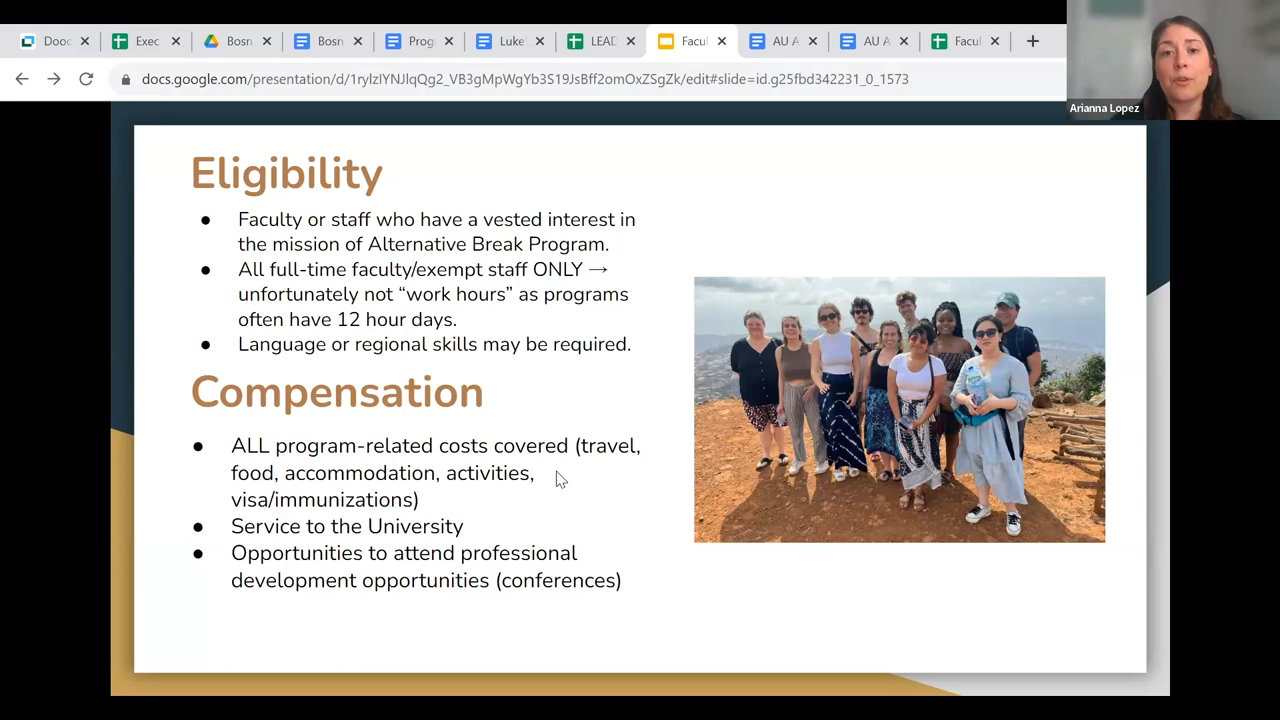 Dooc
Exec
Bosn
Bosn
Prog
Luke
LEAD
Facul
AU A
AU A
Facul
docs.google.com/presentation/d/1rylzlYNJlqQg2_VB3gMpWgYb3S19JsBff2omOxZSgZk/edit#slide=id.g25fbd342231_0_1573
Arianna Lopez
Eligibility
● Faculty or staff who have a vested interest in
the mission of Alternative Break Program.
● All full-time faculty/exempt staff ONLY →
unfortunately not “work hours” as programs
often have 12 hour days.
● Language or regional skills may be required.
Compensation
● ALL program-related costs covered (travel,
food, accommodation, activities,
visa/immunizations)
● Service to the University
● Opportunities to attend professional
development opportunities (conferences)